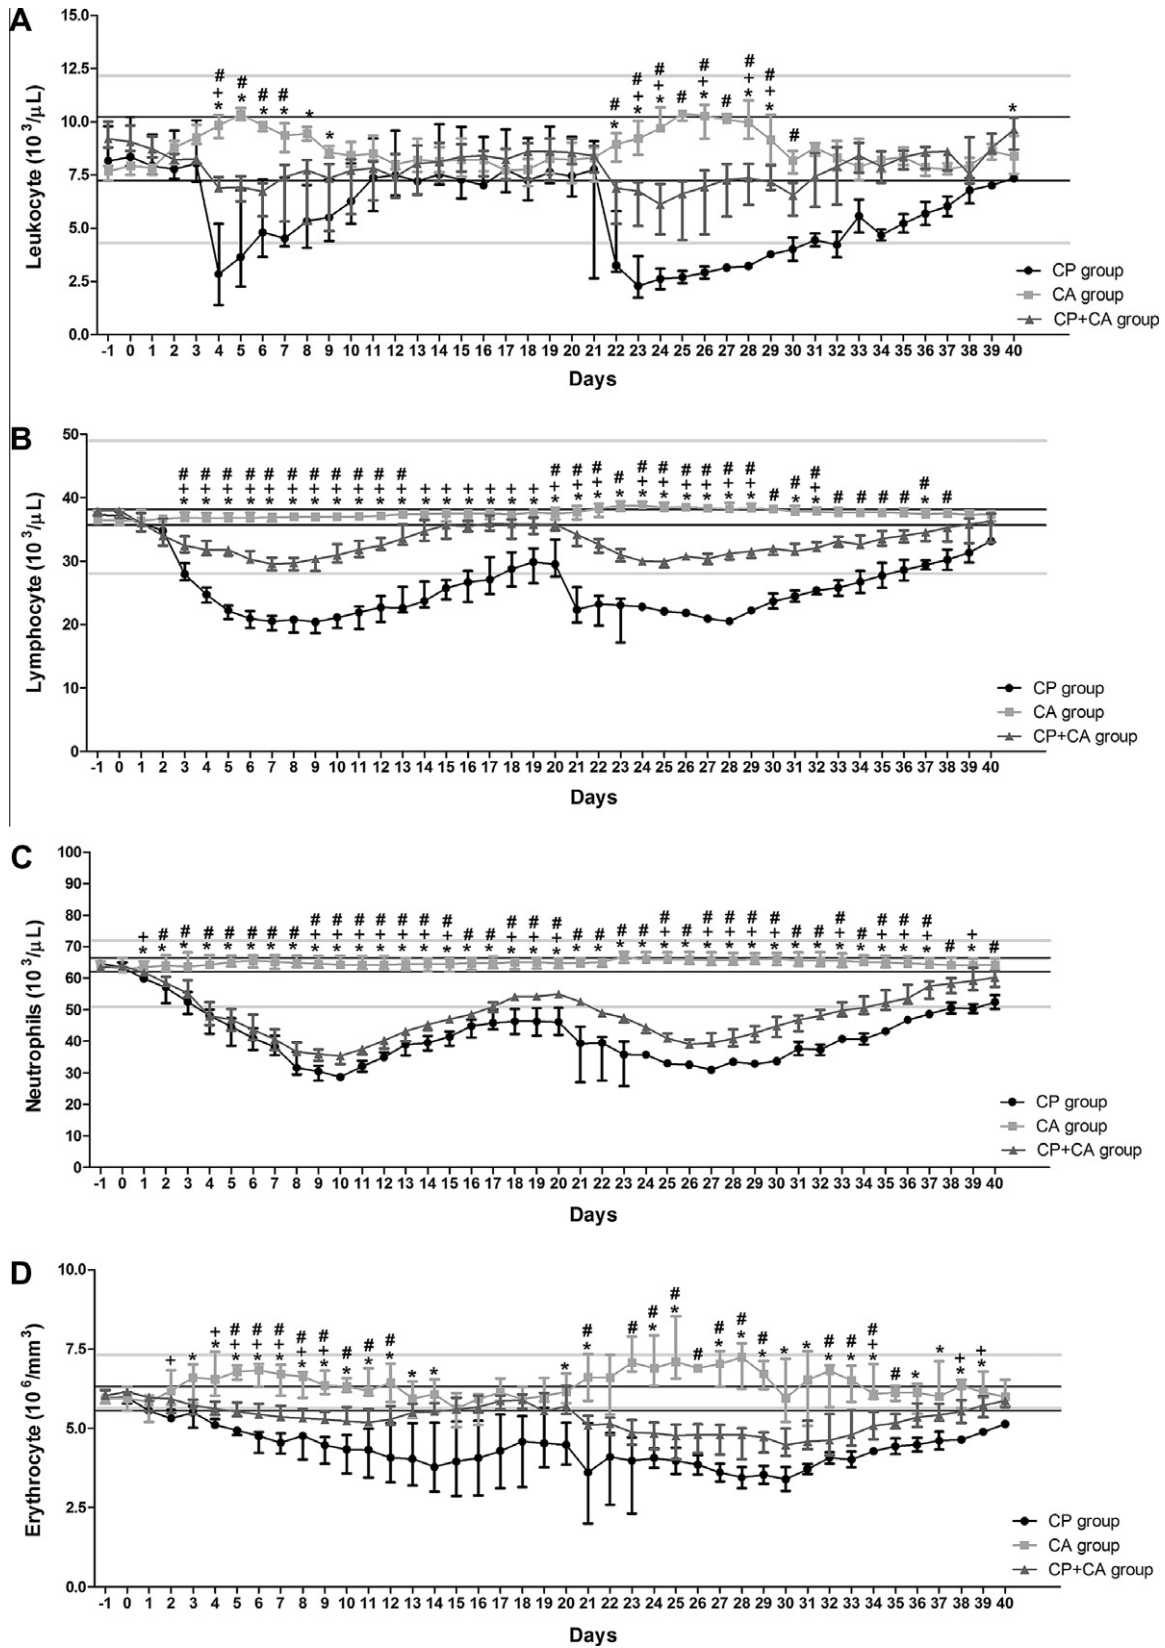 A
Leukocyte (10³/µL)
15.0
12.5
10.0
7.5
5.0
2.5
0.0
-1 0 1 2 3 4 5 6 7 8 9 10 11 12 13 14 15 16 17 18 19 20 21 22 23 24 25 26 27 28 29 30 31 32 33 34 35 36 37 38 39 40
Days
CP group
CA group
CP+CA group
B
Lymphocyte (10³/µL)
50
40
30
20
10
0
-1 0 1 2 3 4 5 6 7 8 9 10 11 12 13 14 15 16 17 18 19 20 21 22 23 24 25 26 27 28 29 30 31 32 33 34 35 36 37 38 39 40
Days
CP group
CA group
CP+CA group
C
Neutrophils (10³/µL)
100
90
80
70
60
50
40
30
20
10
0
-1 0 1 2 3 4 5 6 7 8 9 10 11 12 13 14 15 16 17 18 19 20 21 22 23 24 25 26 27 28 29 30 31 32 33 34 35 36 37 38 39 40
Days
CP group
CA group
CP+CA group
D
Erythrocyte (10⁶/mm³)
10.0
7.5
5.0
2.5
0.0
-1 0 1 2 3 4 5 6 7 8 9 10 11 12 13 14 15 16 17 18 19 20 21 22 23 24 25 26 27 28 29 30 31 32 33 34 35 36 37 38 39 40
Days
CP group
CA group
CP+CA group